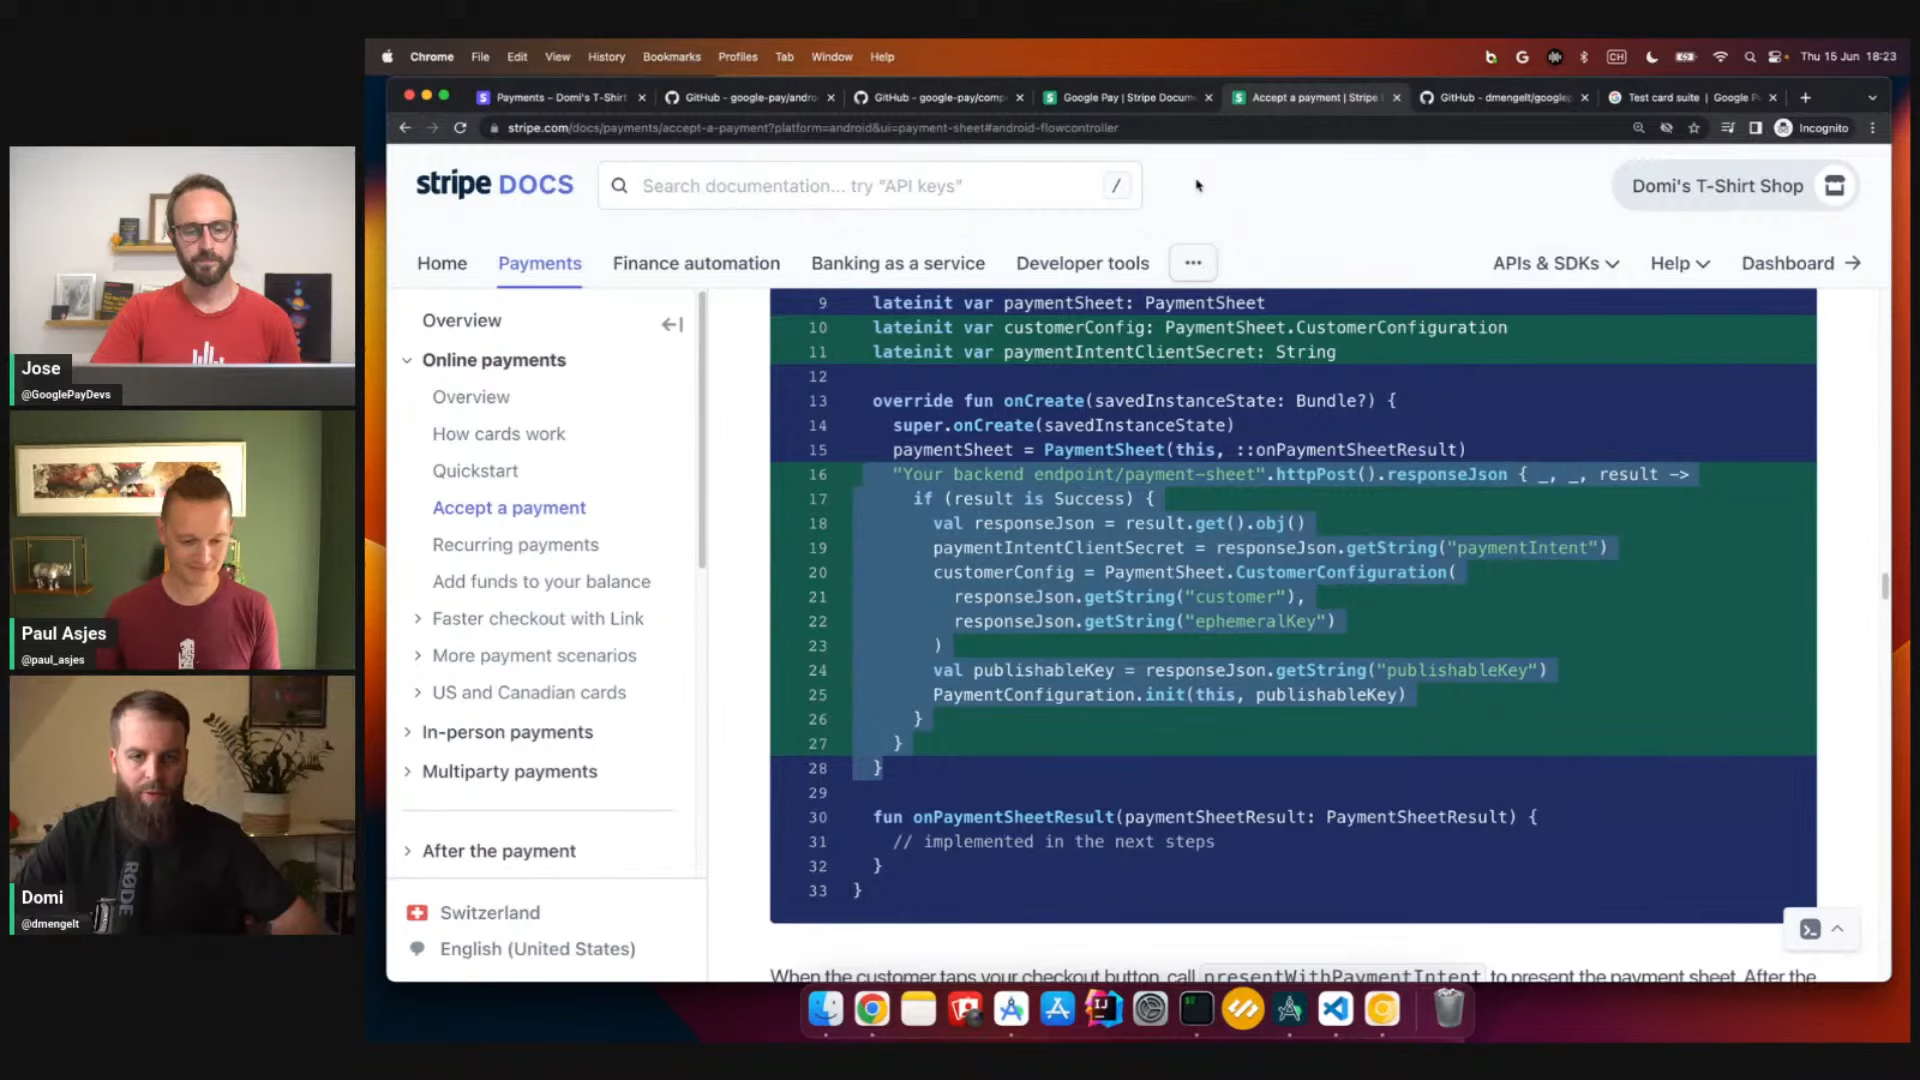 Chrome File Edit View History Bookmarks Profiles Tab Window Help
CH
Thu 15 Jun 18:23
Payments – Domi's T-Shirt
GitHub - google-pay/andro
GitHub - google-pay/comp
Google Pay | Stripe Docum
Accept a payment | Stripe
GitHub - dmengelt/google
Test card suite | Google P
stripe.com/docs/payments/accept-a-payment?platform=android&ui=payment-sheet#android-flowcontroller
Incognito
stripe DOCS
Search documentation... try "API keys"
/
Domi's T-Shirt Shop
Home
Payments
Finance automation
Banking as a service
Developer tools
...
APIs & SDKs
Help
Dashboard →
Overview
Online payments
Overview
How cards work
Quickstart
Accept a payment
Recurring payments
Add funds to your balance
Faster checkout with Link
More payment scenarios
US and Canadian cards
In-person payments
Multiparty payments
After the payment
Switzerland
English (United States)
9 lateinit var paymentSheet: PaymentSheet
10 lateinit var customerConfig: PaymentSheet.CustomerConfiguration
11 lateinit var paymentIntentClientSecret: String
12
13 override fun onCreate(savedInstanceState: Bundle?) {
14 super.onCreate(savedInstanceState)
15 paymentSheet = PaymentSheet(this, ::onPaymentSheetResult)
16 "Your backend endpoint/payment-sheet".httpPost().responseJson { _, _, result ->
17 if (result is Success) {
18 val responseJson = result.get().obj()
19 paymentIntentClientSecret = responseJson.getString("paymentIntent")
20 customerConfig = PaymentSheet.CustomerConfiguration(
21 responseJson.getString("customer"),
22 responseJson.getString("ephemeralKey")
23 )
24 val publishableKey = responseJson.getString("publishableKey")
25 PaymentConfiguration.init(this, publishableKey)
26 }
27 }
28 }
29
30 fun onPaymentSheetResult(paymentSheetResult: PaymentSheetResult) {
31 // implemented in the next steps
32 }
33 }
When the customer taps your checkout button, call presentWithPaymentIntent to present the payment sheet. After the
Jose
@GooglePayDevs
Paul Asjes
@paul_asjes
RØDE
Domi
@dmengelt